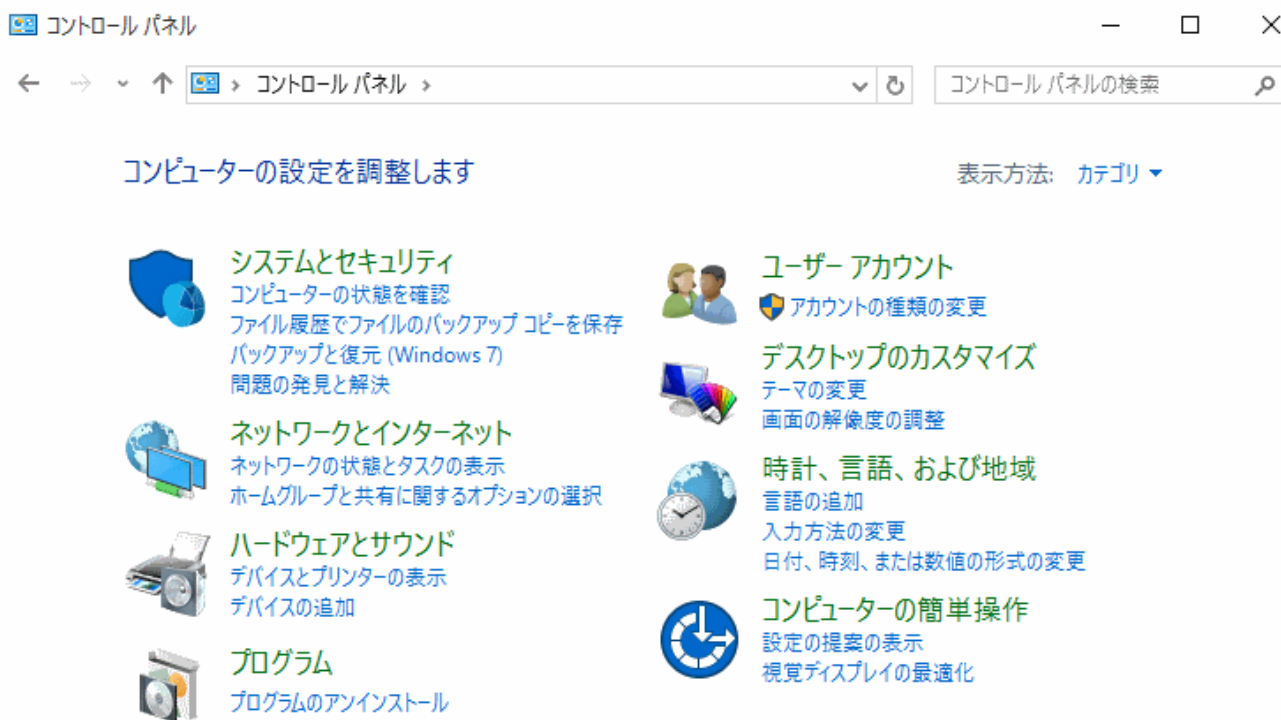 コントロール パネル
コントロール パネル
コントロール パネルの検索
コンピューターの設定を調整します
表示方法: カテゴリ
システムとセキュリティ
コンピューターの状態を確認
ファイル履歴でファイルのバックアップ コピーを保存
バックアップと復元 (Windows 7)
問題の発見と解決
ネットワークとインターネット
ネットワークの状態とタスクの表示
ホームグループと共有に関するオプションの選択
ハードウェアとサウンド
デバイスとプリンターの表示
デバイスの追加
プログラム
プログラムのアンインストール
ユーザー アカウント
アカウントの種類の変更
デスクトップのカスタマイズ
テーマの変更
画面の解像度の調整
時計、言語、および地域
言語の追加
入力方法の変更
日付、時刻、または数値の形式の変更
コンピューターの簡単操作
設定の提案の表示
視覚ディスプレイの最適化